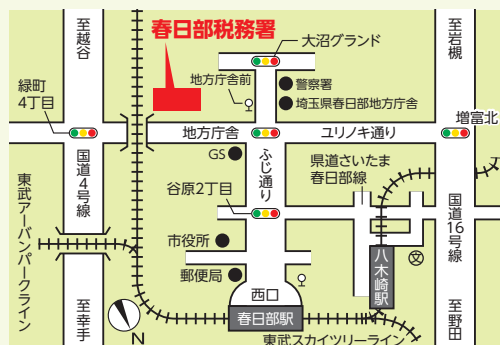 至越谷
春日部税務署
大沼グランド
至岩槻
地方庁舎前
警察署
埼玉県春日部地方庁舎
緑町
4丁目
増富北
地方庁舎
ユリノキ通り
GS
ふじ通り
県道さいたま
春日部線
国道4号線
谷原2丁目
国道16号線
東武アーバンパークライン
市役所
文
八木崎駅
郵便局
西口
至幸手
N
春日部駅
至野田
東武スカイツリーライン